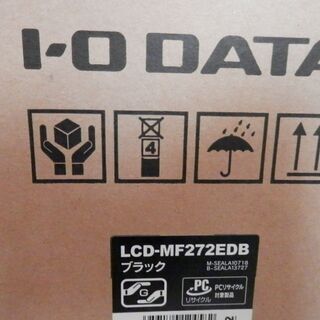 I-O DATA
4
LCD-MF272EDB
ブラック
M-SEALA10718
B-SEALA13727
G
PC
リサイクル
PCリサイクル
対象製品